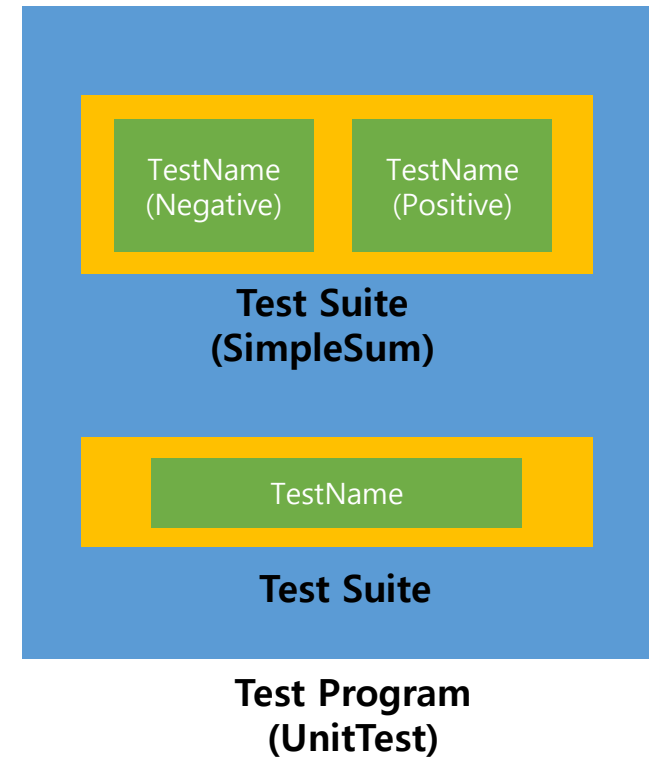 TestName
(Negative)
TestName
(Positive)
Test Suite
(SimpleSum)
TestName
Test Suite
Test Program
(UnitTest)